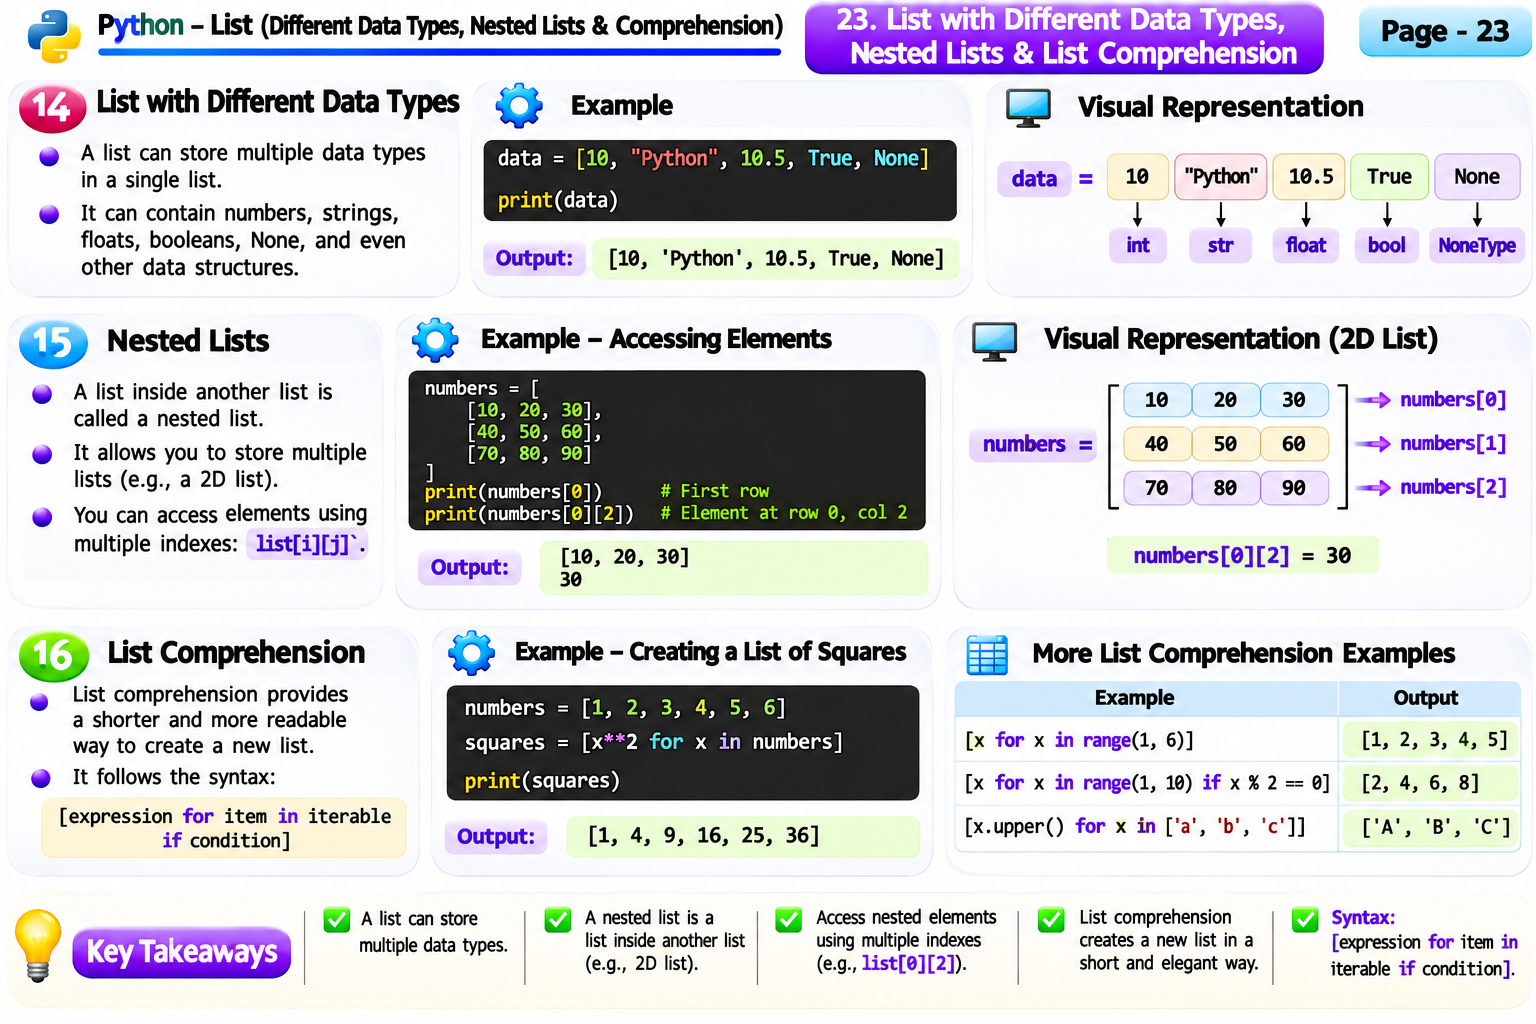 Python – List (Different Data Types, Nested Lists & Comprehension)
23. List with Different Data Types,
Nested Lists & List Comprehension
Page - 23
14
List with Different Data Types
A list can store multiple data types
in a single list.
It can contain numbers, strings,
floats, booleans, None, and even
other data structures.
Example
data = [10, "Python", 10.5, True, None]
print(data)
Output:
[10, 'Python', 10.5, True, None]
Visual Representation
data = 10 "Python" 10.5 True None
int str float bool NoneType
15
Nested Lists
A list inside another list is
called a nested list.
It allows you to store multiple
lists (e.g., a 2D list).
You can access elements using
multiple indexes: list[i][j]`.
Example – Accessing Elements
numbers = [
    [10, 20, 30],
    [40, 50, 60],
    [70, 80, 90]
]
print(numbers[0]) # First row
print(numbers[0][2]) # Element at row 0, col 2
Output:
[10, 20, 30]
30
Visual Representation (2D List)
numbers =
10 20 30 numbers[0]
40 50 60 numbers[1]
70 80 90 numbers[2]
numbers[0][2] = 30
16
List Comprehension
List comprehension provides
a shorter and more readable
way to create a new list.
It follows the syntax:
[expression for item in iterable
if condition]
Example – Creating a List of Squares
numbers = [1, 2, 3, 4, 5, 6]
squares = [x**2 for x in numbers]
print(squares)
Output:
[1, 4, 9, 16, 25, 36]
More List Comprehension Examples
Example Output
[x for x in range(1, 6)] [1, 2, 3, 4, 5]
[x for x in range(1, 10) if x % 2 == 0] [2, 4, 6, 8]
[x.upper() for x in ['a', 'b', 'c']] ['A', 'B', 'C']
Key Takeaways
A list can store
multiple data types.
A nested list is a
list inside another list
(e.g., 2D list).
Access nested elements
using multiple indexes
(e.g., list[0][2]).
List comprehension
creates a new list in a
short and elegant way.
Syntax:
[expression for item in
iterable if condition].